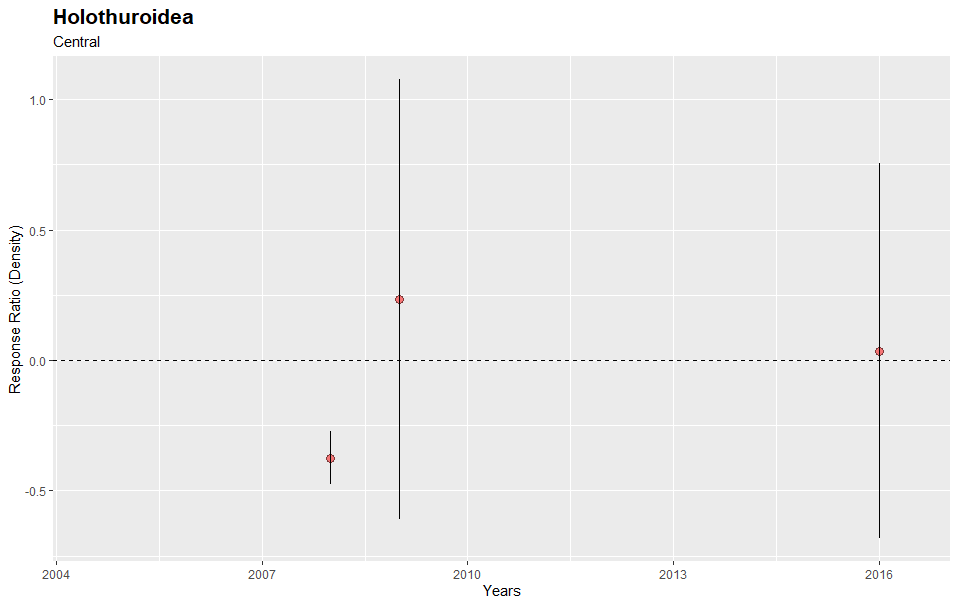 Holothuroidea
Central
1.0
0.5
0.0
-0.5
Response Ratio (Density)
2004 2007 2010 2013 2016
Years